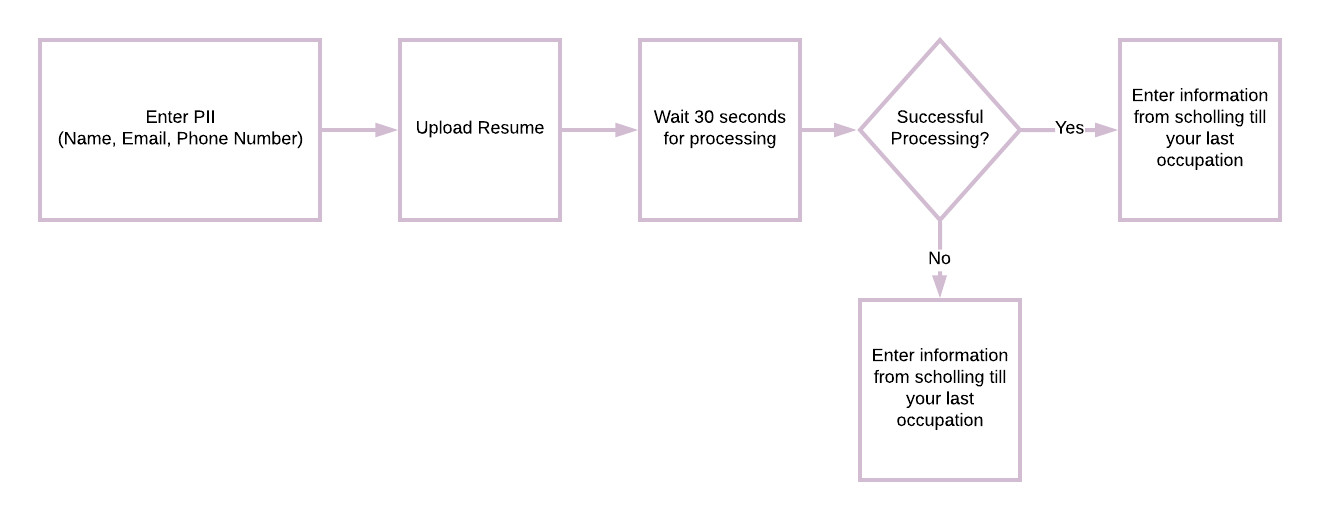 Enter PII
(Name, Email, Phone Number)
Upload Resume
Wait 30 seconds
for processing
Successful
Processing?
Yes
Enter information
from scholling till
your last
occupation
No
Enter information
from scholling till
your last
occupation